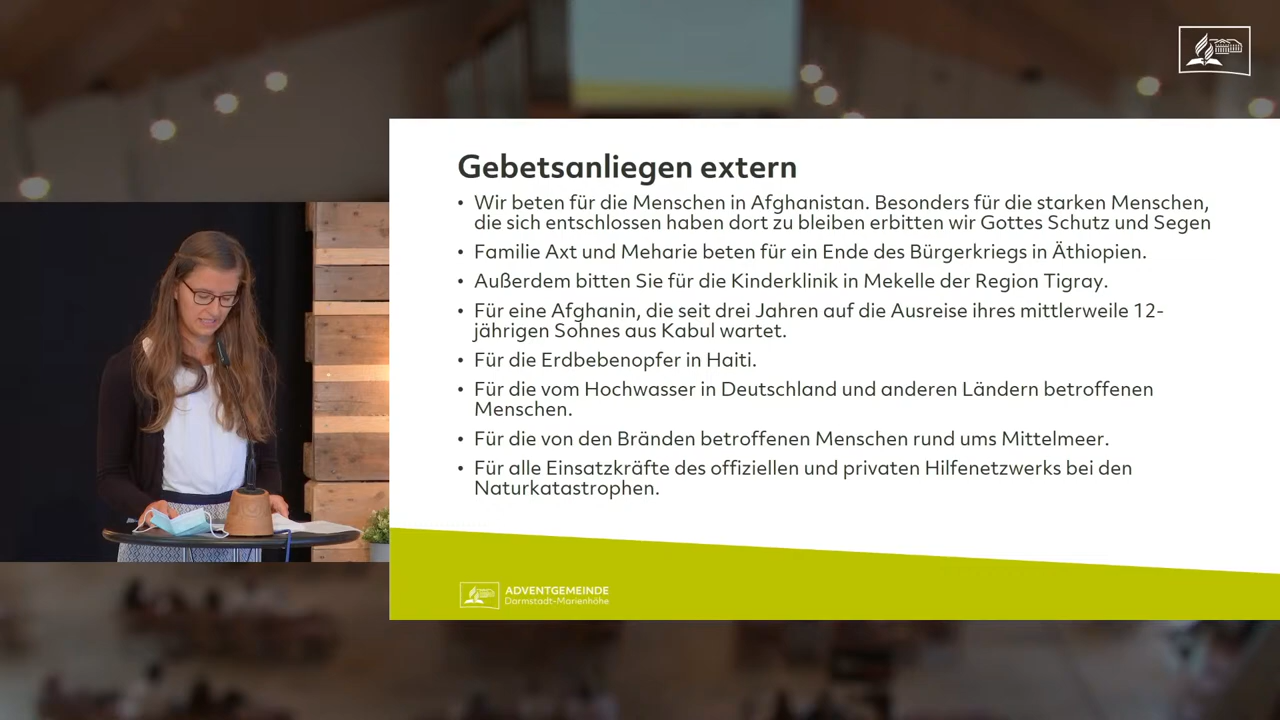 Gebetsanliegen extern
• Wir beten für die Menschen in Afghanistan. Besonders für die starken Menschen,
die sich entschlossen haben dort zu bleiben erbitten wir Gottes Schutz und Segen
• Familie Axt und Meharie beten für ein Ende des Bürgerkriegs in Äthiopien.
• Außerdem bitten Sie für die Kinderklinik in Mekelle der Region Tigray.
• Für eine Afghanin, die seit drei Jahren auf die Ausreise ihres mittlerweile 12-
jährigen Sohnes aus Kabul wartet.
• Für die Erdbebenopfer in Haiti.
• Für die vom Hochwasser in Deutschland und anderen Ländern betroffenen
Menschen.
• Für die von den Bränden betroffenen Menschen rund ums Mittelmeer.
• Für alle Einsatzkräfte des offiziellen und privaten Hilfenetzwerks bei den
Naturkatastrophen.
ADVENTGEMEINDE
Darmstadt-Marienhöhe